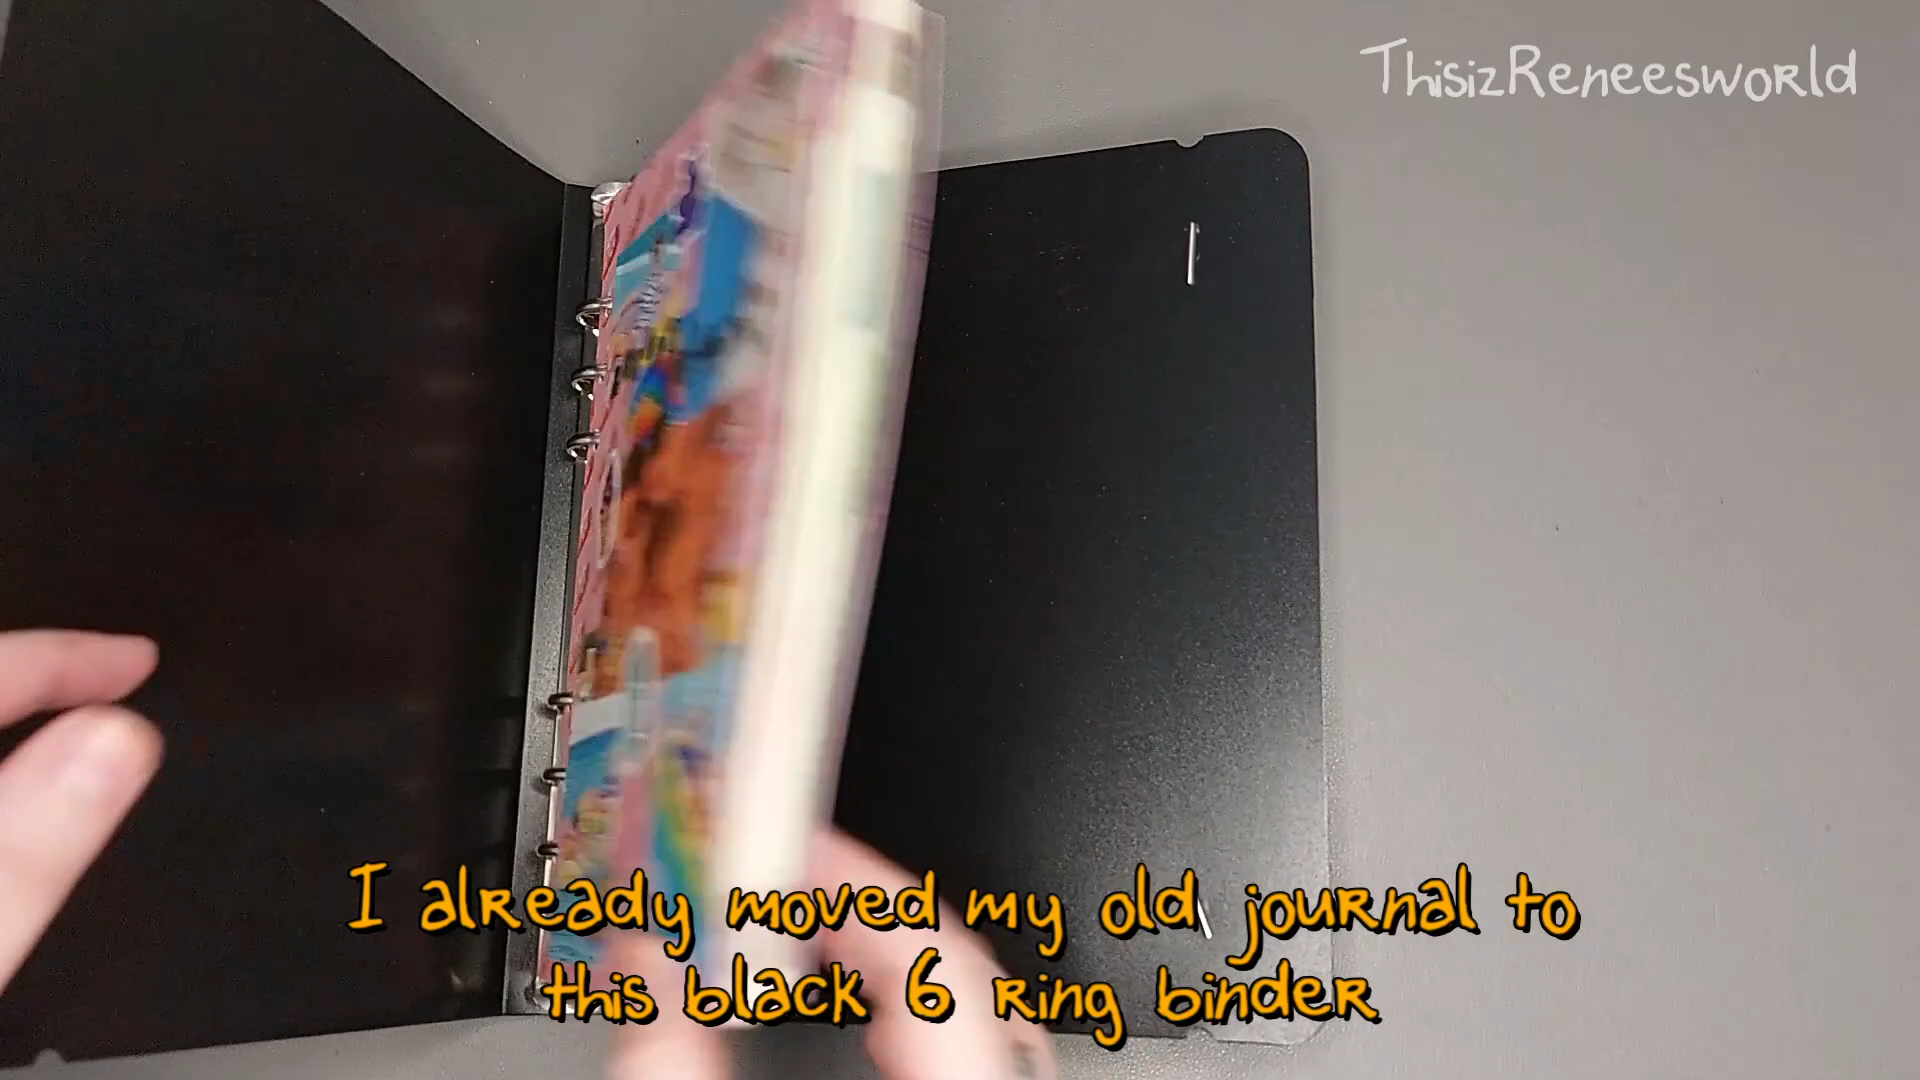 ThisizReneesworld
I already moved my old journal to
this black 6 ring binder